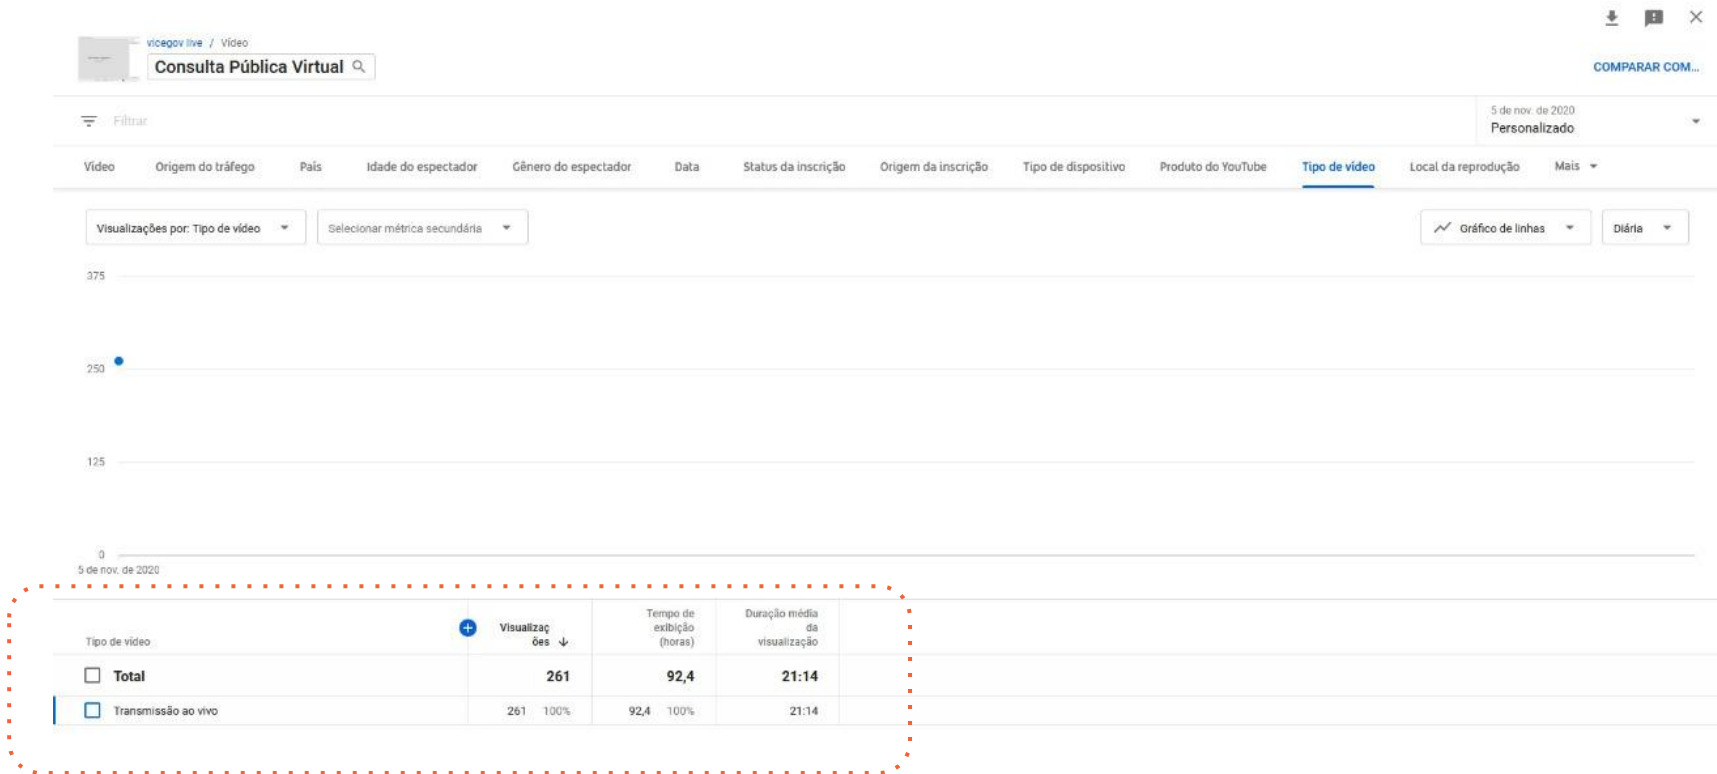 vicegov live / Vídeo
Consulta Pública Virtual
COMPARAR COM...
Filtrar
5 de nov. de 2020
Personalizado
Vídeo Origem do tráfego País Idade do espectador Gênero do espectador Data Status da inscrição Origem da inscrição Tipo de dispositivo Produto do YouTube Tipo de vídeo Local da reprodução Mais
Visualizações por: Tipo de vídeo Selecionar métrica secundária Gráfico de linhas Diária
375
250
125
0
5 de nov. de 2020
Tipo de vídeo
Visualizaç
ões
Tempo de
exibição
(horas)
Duração média
da
visualização
Total 261 92,4 21:14
Transmissão ao vivo 261 100% 92,4 100% 21:14